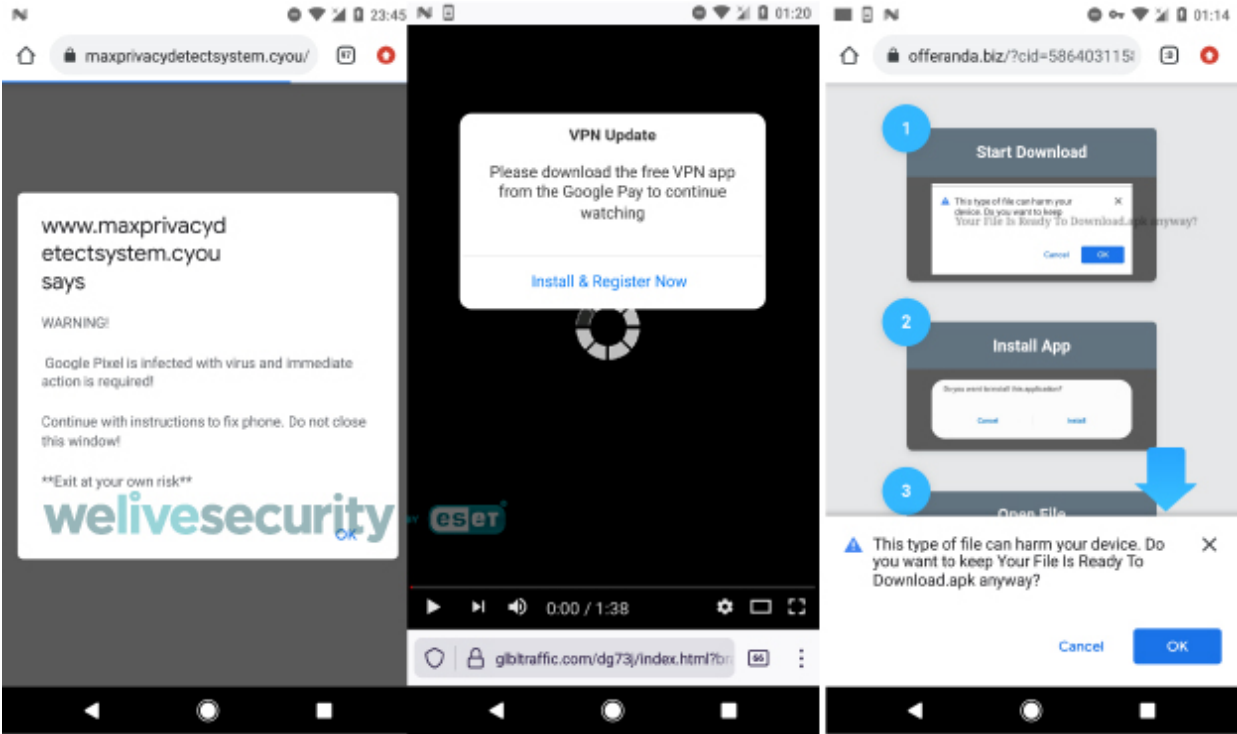 23:45
maxprivacydetectsystem.cyou/
www.maxprivacyd
etectsystem.cyou
says
WARNING!
Google Pixel is infected with virus and immediate
action is required!
Continue with instructions to fix phone. Do not close
this window!
**Exit at your own risk**
OK
welivesecurity
BY eset
01:20
VPN Update
Please download the free VPN app
from the Google Pay to continue
watching
Install & Register Now
0:00 / 1:38
glbltraffic.com/dg73j/index.html?br
66
01:14
offeranda.biz/?cid=586403115
:D
1
Start Download
This type of file can harm your
device. Do you want to keep
Your File Is Ready To Download.apk anyway?
Cancel OK
2
Install App
Do you want to install this application?
Cancel Install
3
Open File
This type of file can harm your device. Do
you want to keep Your File Is Ready To
Download.apk anyway?
Cancel OK